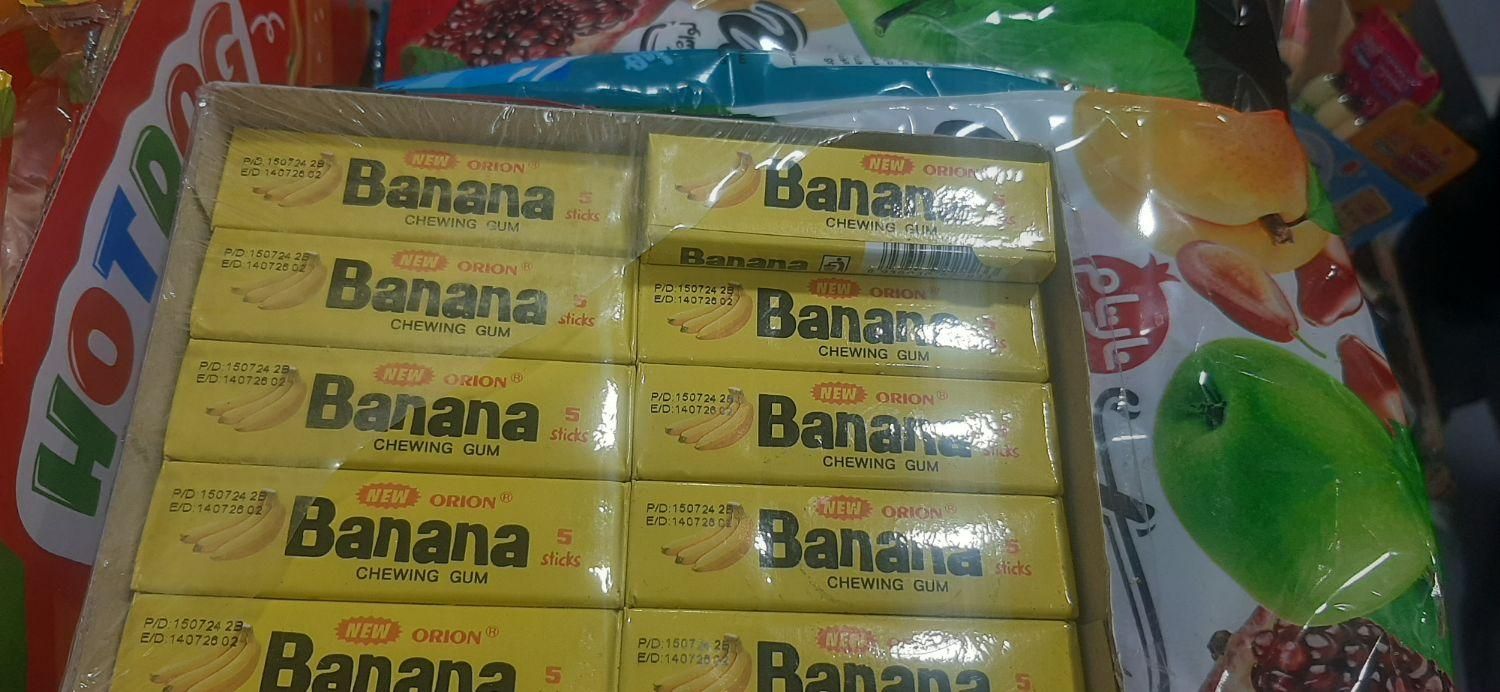 HOTDOG
P/D:150724 2B
E/D:140726 02
NEW ORION®
Banana
CHEWING GUM
5
sticks
NEW ORION
Banan
CHEWING GUM
Banana
P/D:150724 2B
E/D:140726 02
NEW ORION®
Banana
CHEWING GUM
5
sticks
P/D:150724 2B
E/D:140726 02
NEW ORION
Banana
CHEWING GUM
P/D:150724 2B
E/D:140726 02
NEW ORION®
Banana
CHEWING GUM
5
sticks
P/D:150724 2B
E/D:140726 02
NEW ORION®
Banana
CHEWING GUM
sticks
P/D:150724 2B
E/D:140726 02
NEW ORION®
Banana
CHEWING GUM
5
sticks
P/D:150724 2B
E/D:140726 02
NEW ORION®
Banana
CHEWING GUM
5
sticks
P/D:150724 2B
E/D:140726 02
NEW ORION®
Banana
5
NEW ORION
Banana
5